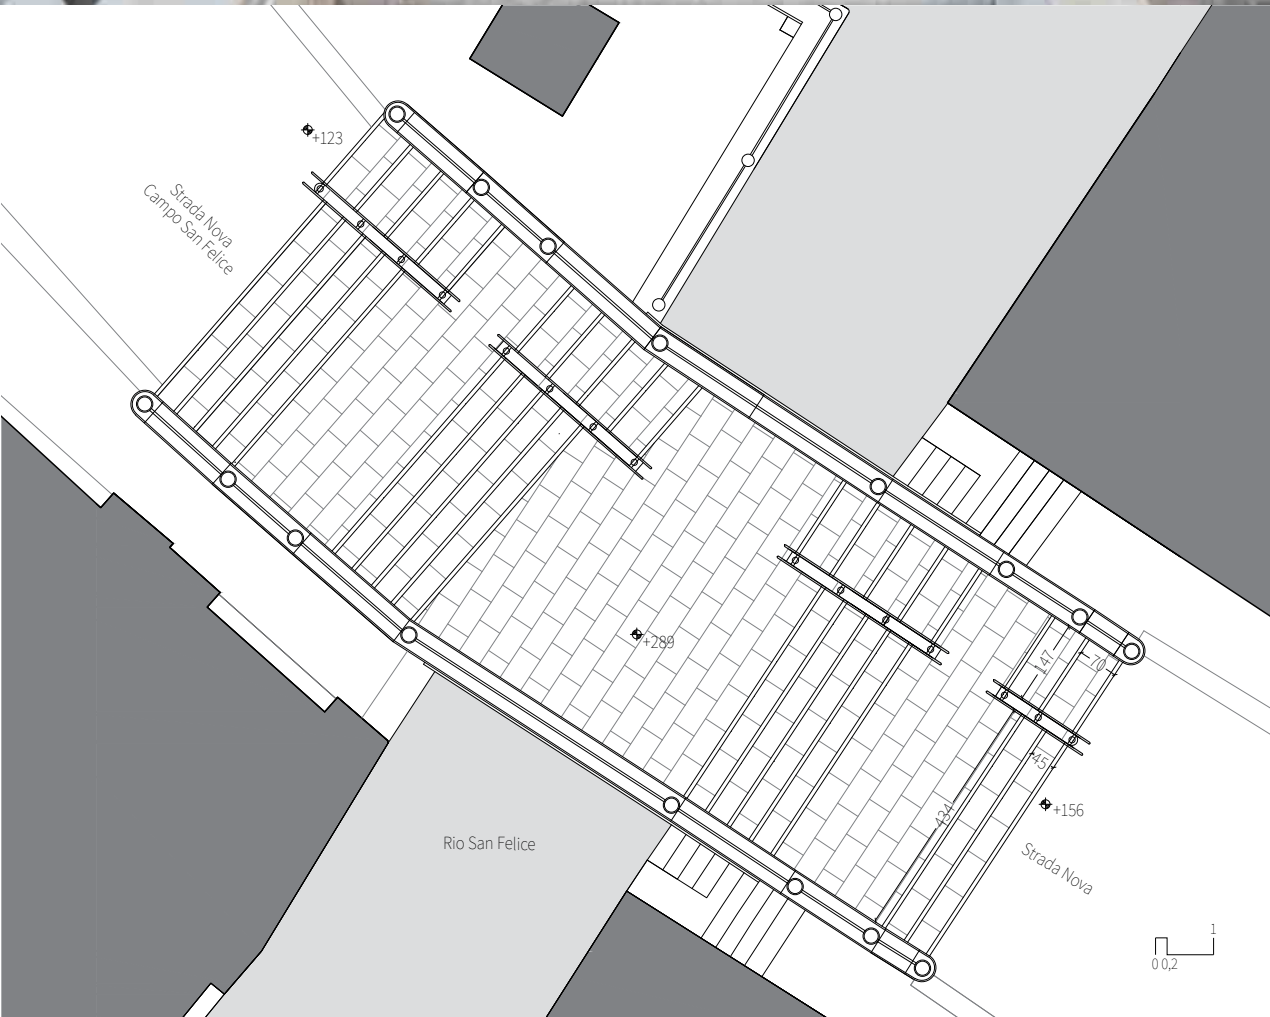 +123
Strada Nova
Campo San Felice
+289
147
70
45
434
+156
Strada Nova
Rio San Felice
1
0 0,2